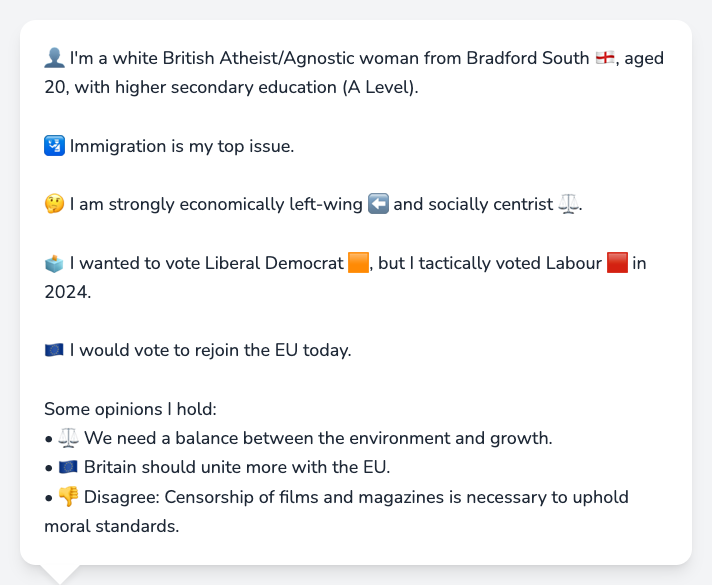 👤 I'm a white British Atheist/Agnostic woman from Bradford South 🏴󠁧󠁢󠁥󠁮󠁧󠁿, aged
20, with higher secondary education (A Level).
🛂 Immigration is my top issue.
🤔 I am strongly economically left-wing ⬅️ and socially centrist ⚖️.
🗳️ I wanted to vote Liberal Democrat 🟧, but I tactically voted Labour 🟥 in
2024.
🇪🇺 I would vote to rejoin the EU today.
Some opinions I hold:
• ⚖️ We need a balance between the environment and growth.
• 🇪🇺 Britain should unite more with the EU.
• 👎 Disagree: Censorship of films and magazines is necessary to uphold
moral standards.